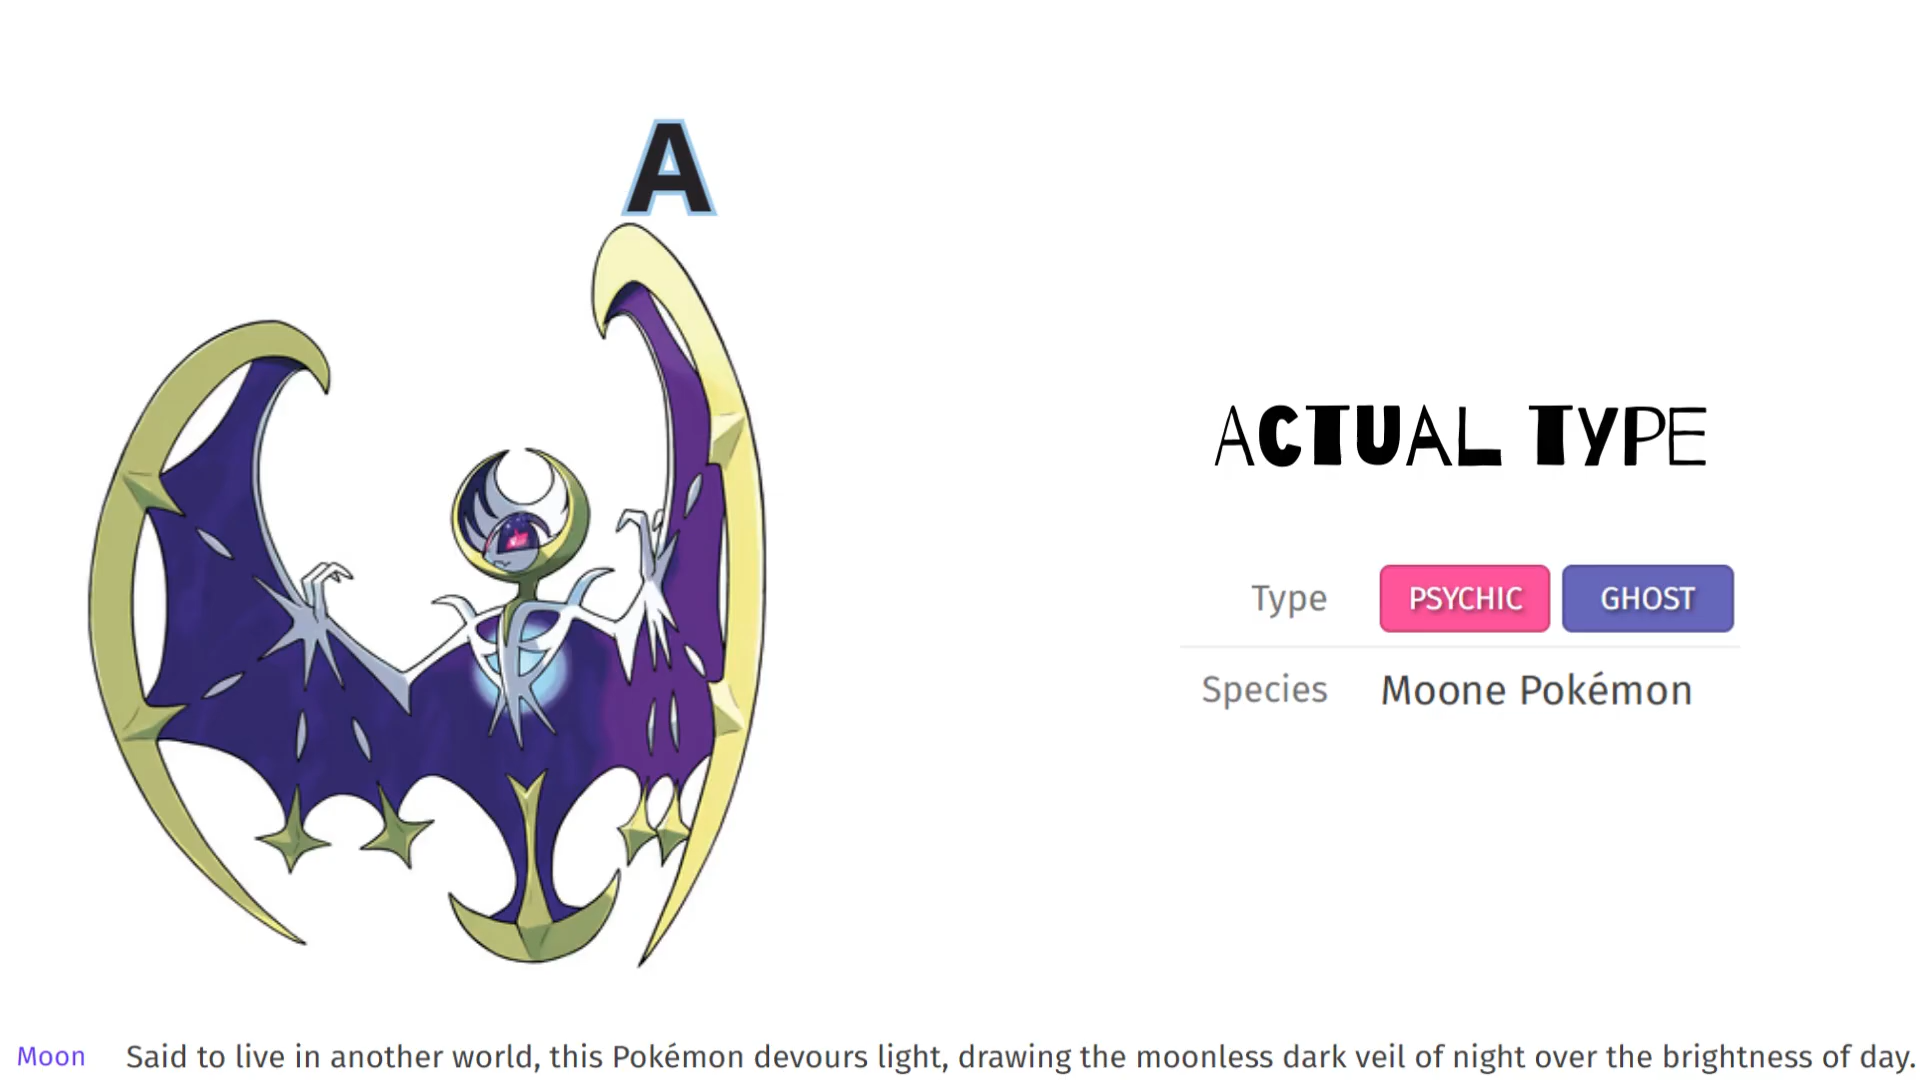 A
ACTUAL TYPE
Type PSYCHIC GHOST
Species Moone Pokémon
Moon Said to live in another world, this Pokémon devours light, drawing the moonless dark veil of night over the brightness of day.